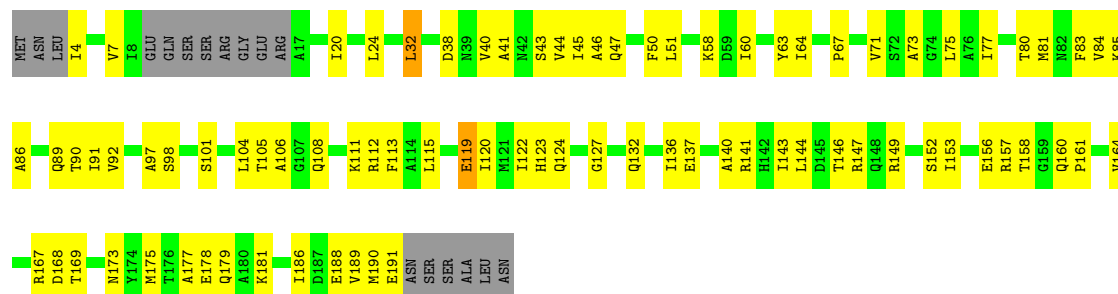 MET ASN LEU I4 V7 I8 GLU GLN SER SER ARG GLY GLU ARG A17 I20 L24 L32 D38 N39 V40 A41 N42 S43 V44 I45 A46 Q47 F50 L51 K58 D59 I60 Y63 I64 P67 V71 S72 A73 G74 L75 A76 I77 T80 M81 N82 F83 V84 K85
A86 Q89 T90 I91 V92 A97 S98 S101 L104 T105 A106 G107 Q108 K111 R112 F113 A114 L115 E119 I120 M121 I122 H123 Q124 G127 Q132 I136 E137 A140 R141 H142 I143 L144 D145 T146 R147 Q148 R149 S152 I153 E156 R157 T158 G159 Q160 P161 V164
R167 D168 T169 N173 Y174 M175 T176 A177 E178 Q179 A180 K181 I186 D187 E188 V189 M190 E191 ASN SER SER ALA LEU ASN